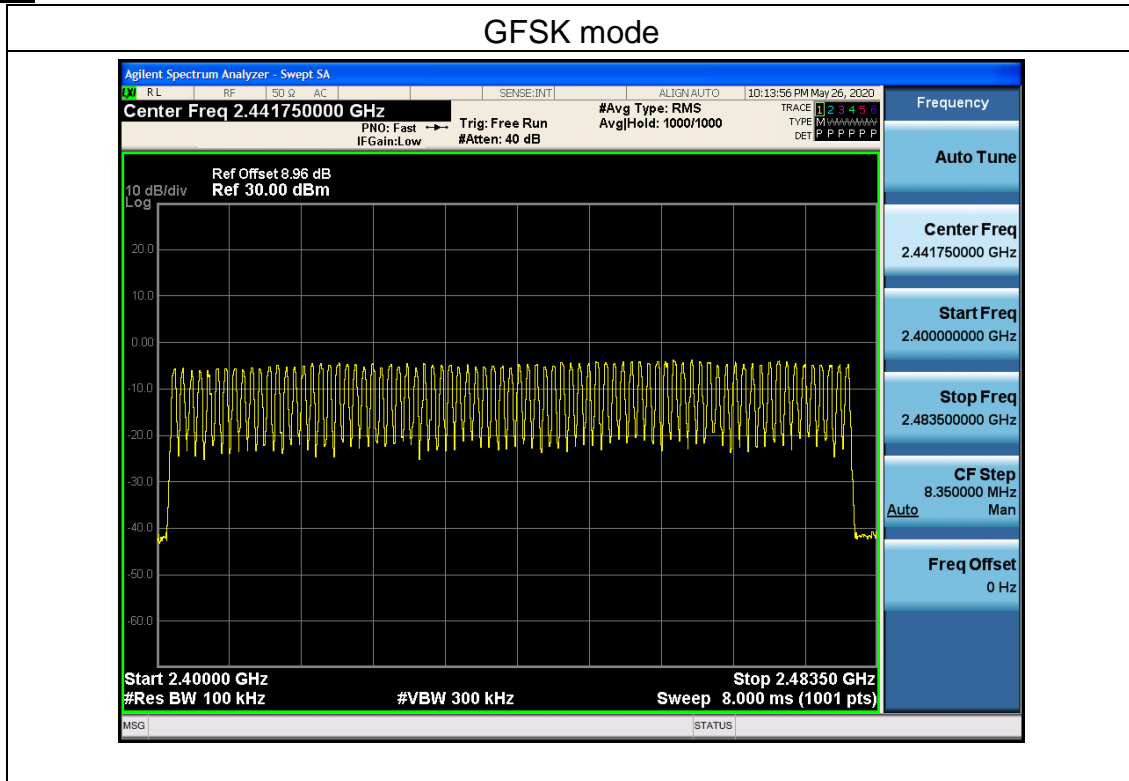 GFSK mode
Agilent Spectrum Analyzer - Swept SA
LXI RL RF 50 Ω AC SENSE:INT ALIGN AUTO 10:13:56 PM May 26, 2020
Center Freq 2.441750000 GHz
PNO: Fast
IFGain:Low
Trig: Free Run
#Atten: 40 dB
#Avg Type: RMS
Avg|Hold: 1000/1000
TRACE 1 2 3 4 5 6
TYPE M W W W W W
DET P P P P P P
Ref Offset 8.96 dB
10 dB/div Ref 30.00 dBm
Log
20.0
10.0
0.00
-10.0
-20.0
-30.0
-40.0
-50.0
-60.0
Start 2.40000 GHz Stop 2.48350 GHz
#Res BW 100 kHz #VBW 300 kHz Sweep 8.000 ms (1001 pts)
MSG STATUS
Frequency
Auto Tune
Center Freq
2.441750000 GHz
Start Freq
2.400000000 GHz
Stop Freq
2.483500000 GHz
CF Step
8.350000 MHz
Auto Man
Freq Offset
0 Hz